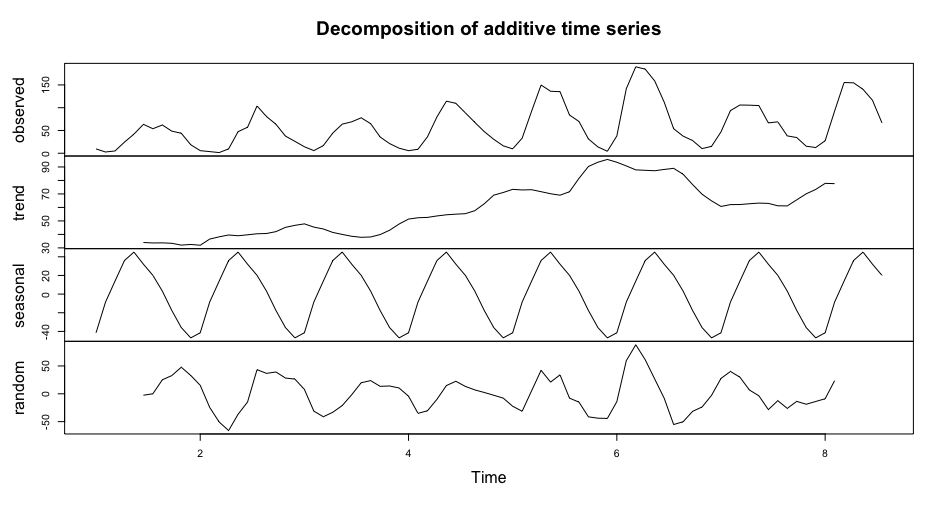 Decomposition of additive time series
observed
0 50 150
trend
30 50 70 90
seasonal
-40 0 20
random
-50 0 50
2 4 6 8
Time